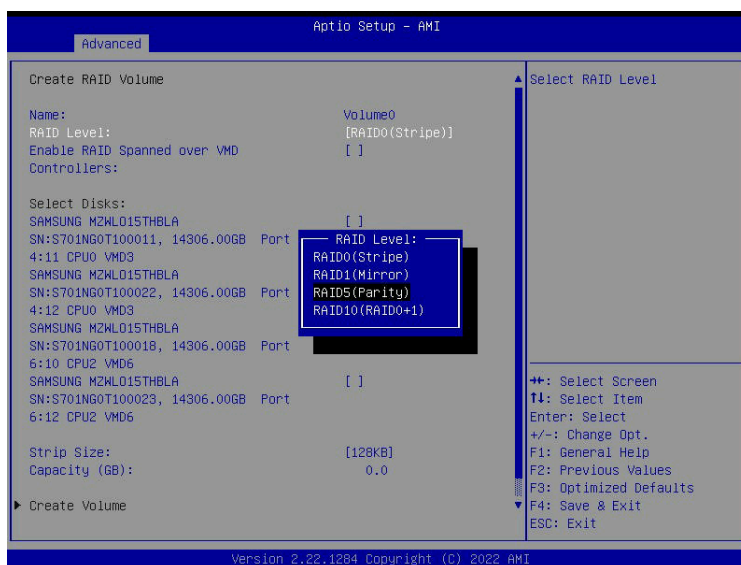 Aptio Setup - AMI
Advanced
Create RAID Volume
Name: Volume0
RAID Level: [RAID0(Stripe)]
Enable RAID Spanned over VMD [ ]
Controllers:
Select Disks:
SAMSUNG MZWLO15THBLA [ ]
SN:S701NG0T100011, 14306.00GB Port
4:11 CPU0 VMD3
SAMSUNG MZWLO15THBLA
SN:S701NG0T100022, 14306.00GB Port
4:12 CPU0 VMD3
SAMSUNG MZWLO15THBLA
SN:S701NG0T100018, 14306.00GB Port
6:10 CPU2 VMD6
SAMSUNG MZWLO15THBLA [ ]
SN:S701NG0T100023, 14306.00GB Port
6:12 CPU2 VMD6
Strip Size: [128KB]
Capacity (GB): 0.0
Create Volume
RAID Level:
RAID0(Stripe)
RAID1(Mirror)
RAID5(Parity)
RAID10(RAID0+1)
Select RAID Level
→←: Select Screen
↑↓: Select Item
Enter: Select
+/-: Change Opt.
F1: General Help
F2: Previous Values
F3: Optimized Defaults
F4: Save & Exit
ESC: Exit
Version 2.22.1284 Copyright (C) 2022 AMI